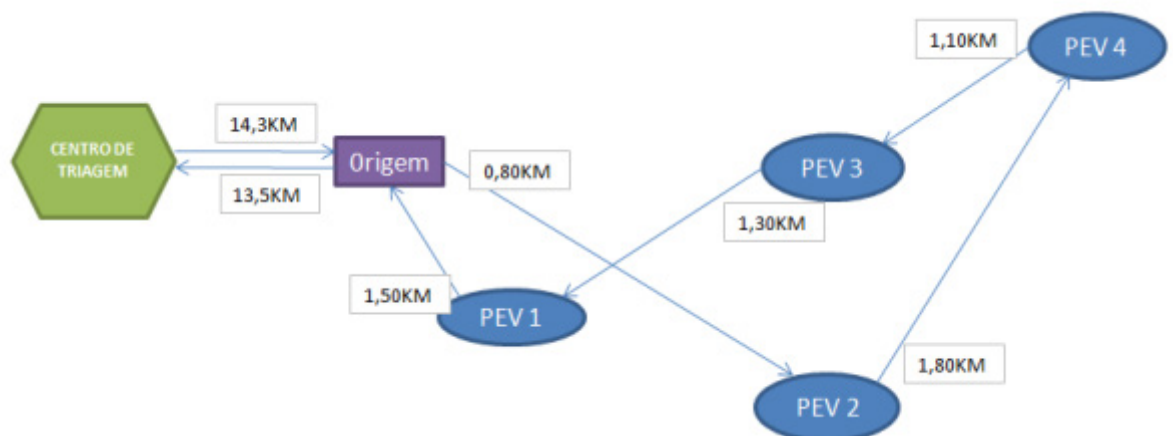 1,10KM
PEV 4
14,3KM
CENTRO DE
TRIAGEM
Origem
0,80KM
PEV 3
13,5KM
1,30KM
1,50KM
PEV 1
1,80KM
PEV 2